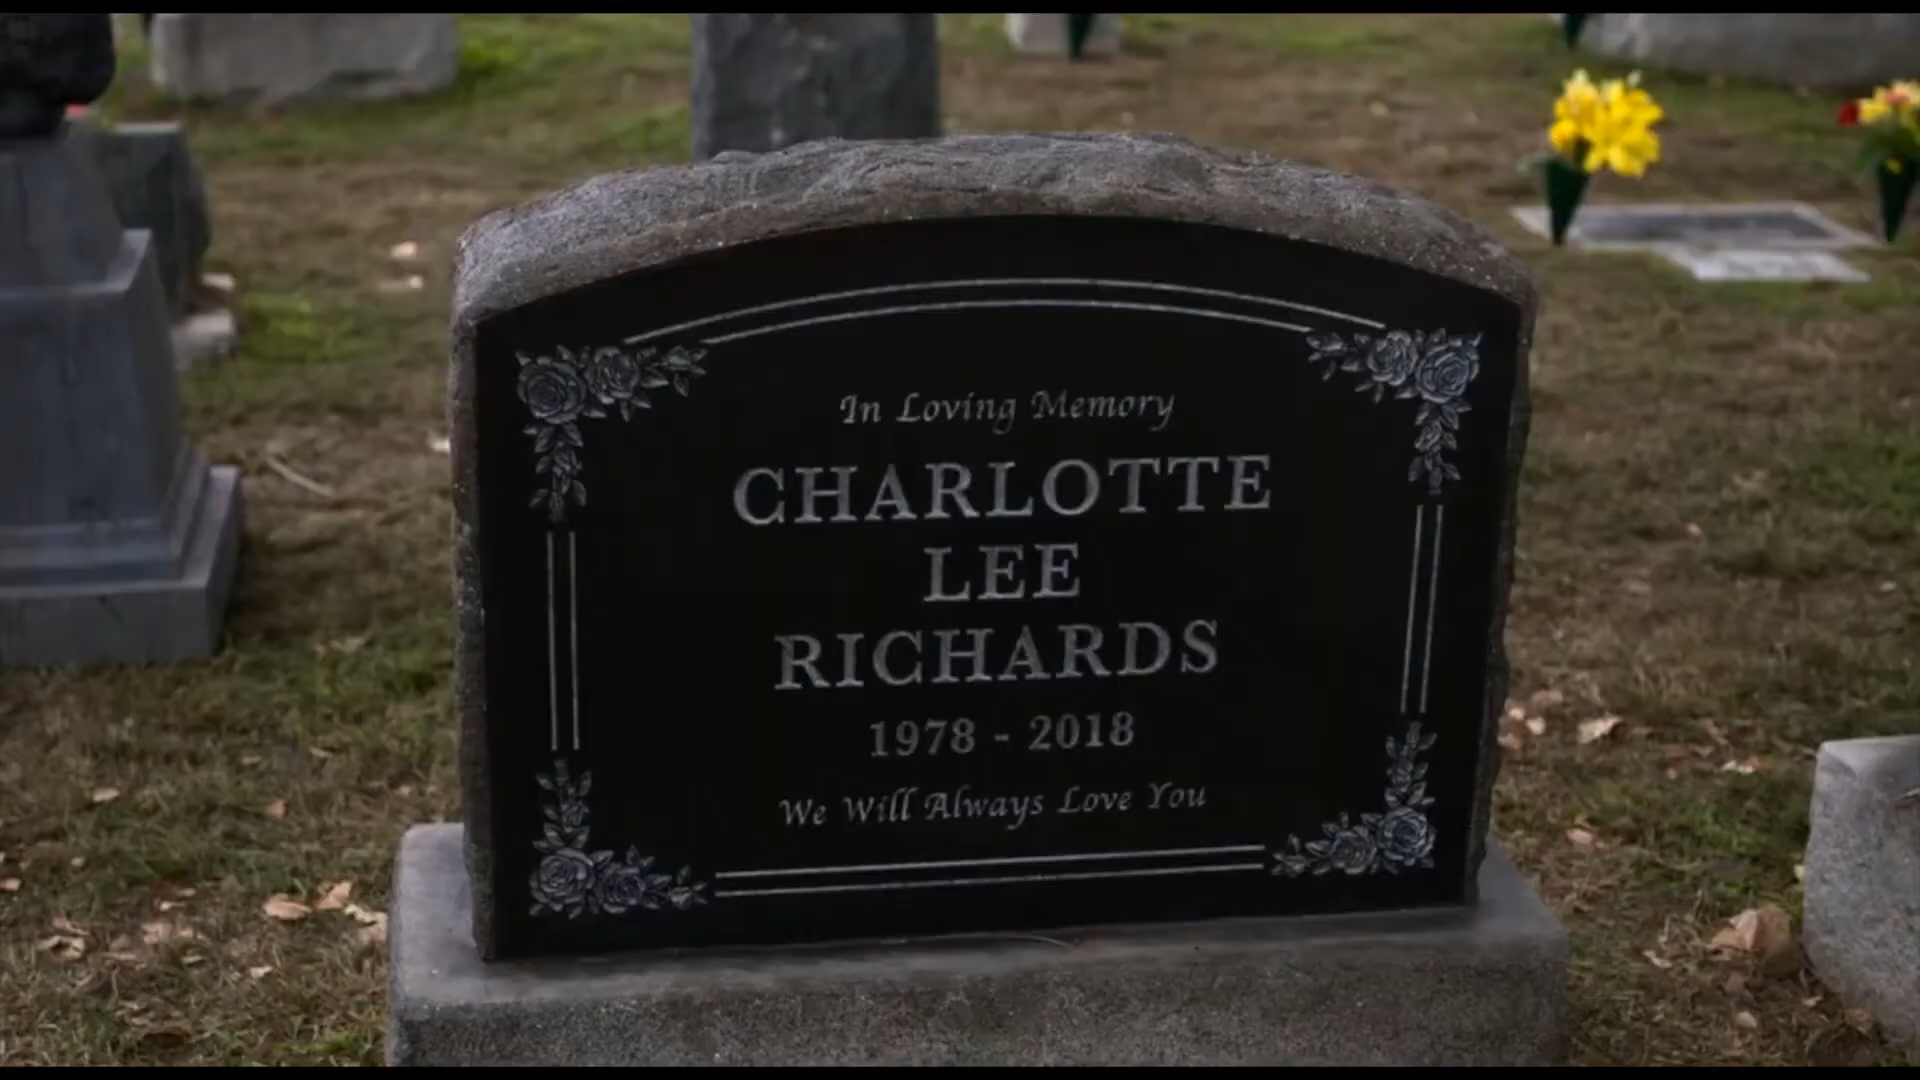 In Loving Memory
CHARLOTTE
LEE
RICHARDS
1978 - 2018
We Will Always Love You